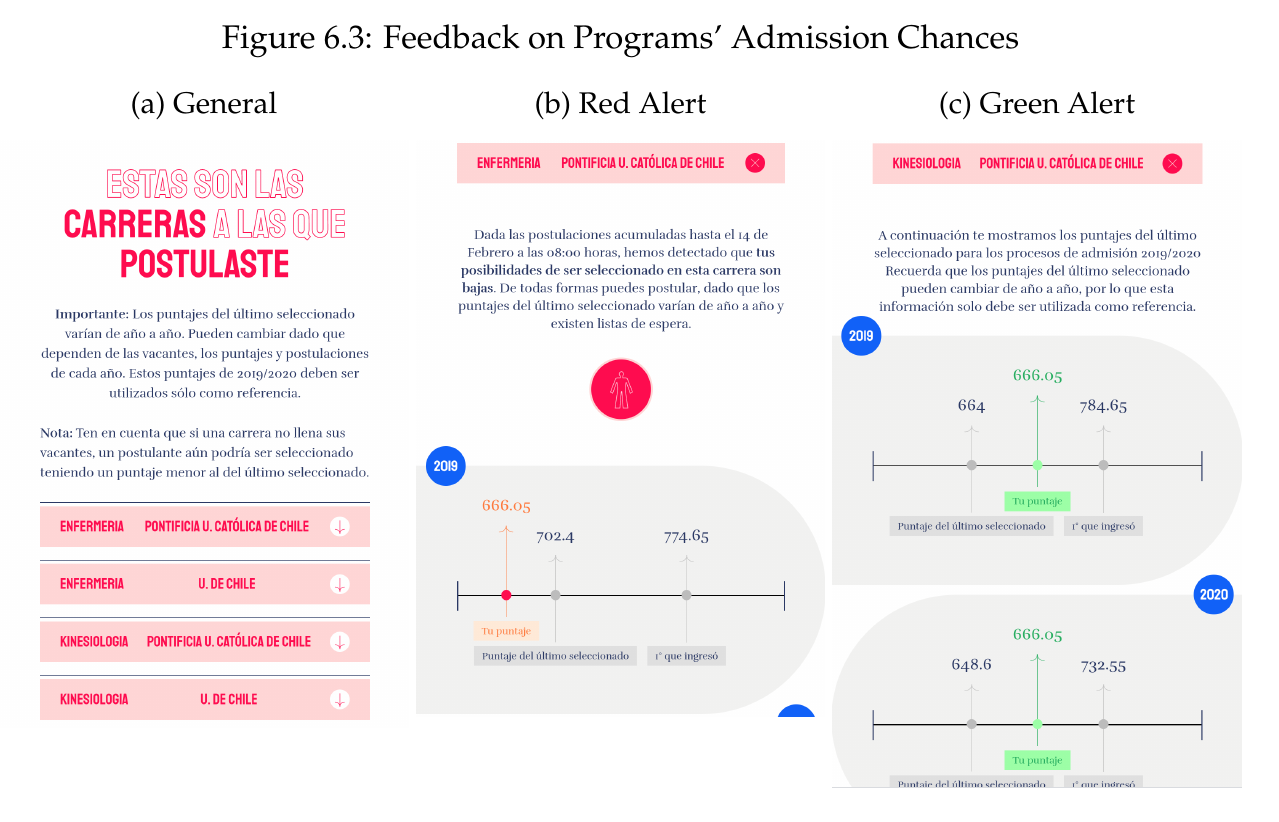 Figure 6.3: Feedback on Programs’ Admission Chances
(a) General
ESTAS SON LAS
CARRERAS A LAS QUE
POSTULASTE
Importante: Los puntajes del último seleccionado
varían de año a año. Pueden cambiar dado que
dependen de las vacantes, los puntajes y postulaciones
de cada año. Estos puntajes de 2019/2020 deben ser
utilizados sólo como referencia.
Nota: Ten en cuenta que si una carrera no llena sus
vacantes, un postulante aún podría ser seleccionado
teniendo un puntaje menor al del último seleccionado.
ENFERMERIA PONTIFICIA U. CATÓLICA DE CHILE
ENFERMERIA U. DE CHILE
KINESIOLOGIA PONTIFICIA U. CATÓLICA DE CHILE
KINESIOLOGIA U. DE CHILE
(b) Red Alert
ENFERMERIA PONTIFICIA U. CATÓLICA DE CHILE
Dada las postulaciones acumuladas hasta el 14 de
Febrero a las 08:00 horas, hemos detectado que tus
posibilidades de ser seleccionado en esta carrera son
bajas. De todas formas puedes postular, dado que los
puntajes del último seleccionado varían de año a año y
existen listas de espera.
2019
666.05
702.4 774.65
Tu puntaje
Puntaje del último seleccionado 1° que ingresó
(c) Green Alert
KINESIOLOGIA PONTIFICIA U. CATÓLICA DE CHILE
A continuación te mostramos los puntajes del último
seleccionado para los procesos de admisión 2019/2020
Recuerda que los puntajes del último seleccionado
pueden cambiar de año a año, por lo que esta
información solo debe ser utilizada como referencia.
2019
666.05
664 784.65
Tu puntaje
Puntaje del último seleccionado 1° que ingresó
2020
666.05
648.6 732.55
Tu puntaje
Puntaje del último seleccionado 1° que ingresó